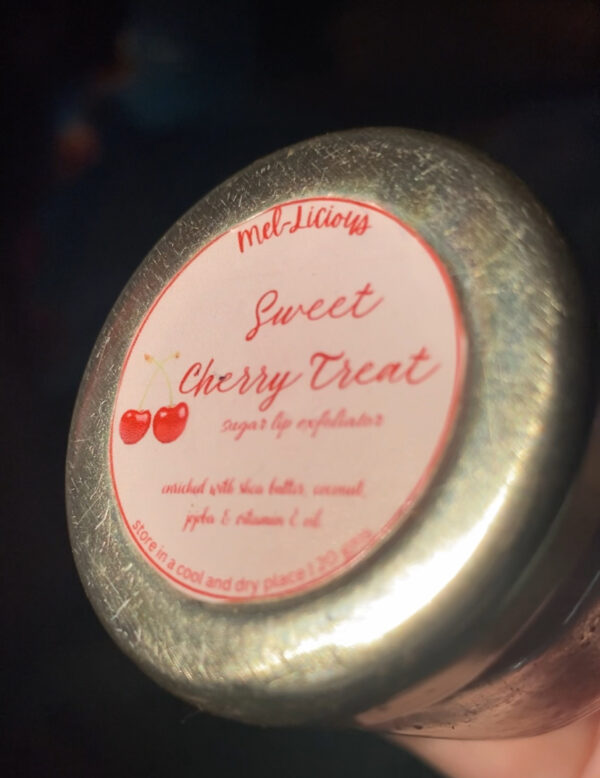 Mel-Licious
Sweet
Cherry Treat
sugar lip exfoliator
enriched with shea butter, coconut,
jojoba & vitamin E oil
store in a cool and dry place | 20 gms